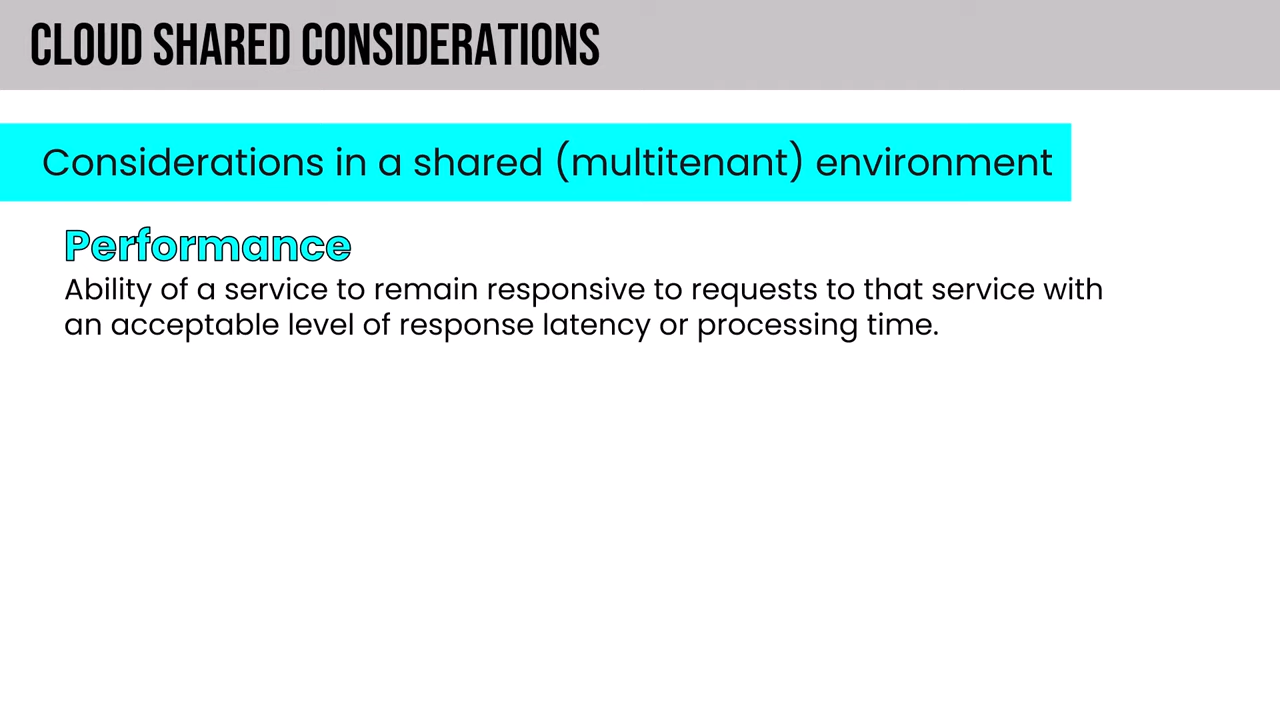 CLOUD SHARED CONSIDERATIONS
Considerations in a shared (multitenant) environment
Performance
Ability of a service to remain responsive to requests to that service with
an acceptable level of response latency or processing time.